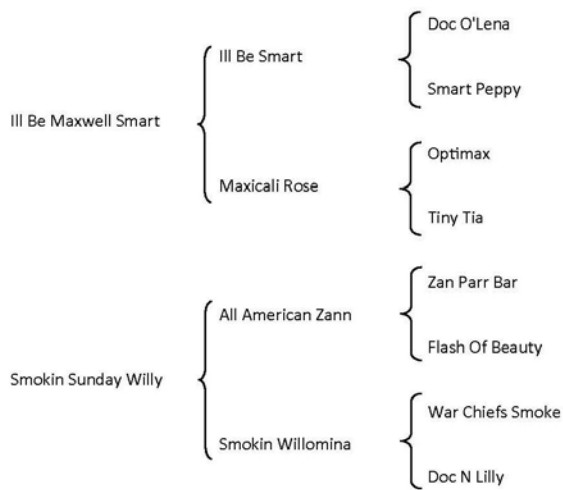 Doc O'Lena
Ill Be Smart
Smart Peppy
Ill Be Maxwell Smart
Optimax
Maxicali Rose
Tiny Tia
Zan Parr Bar
All American Zann
Flash Of Beauty
Smokin Sunday Willy
War Chiefs Smoke
Smokin Willomina
Doc N Lilly